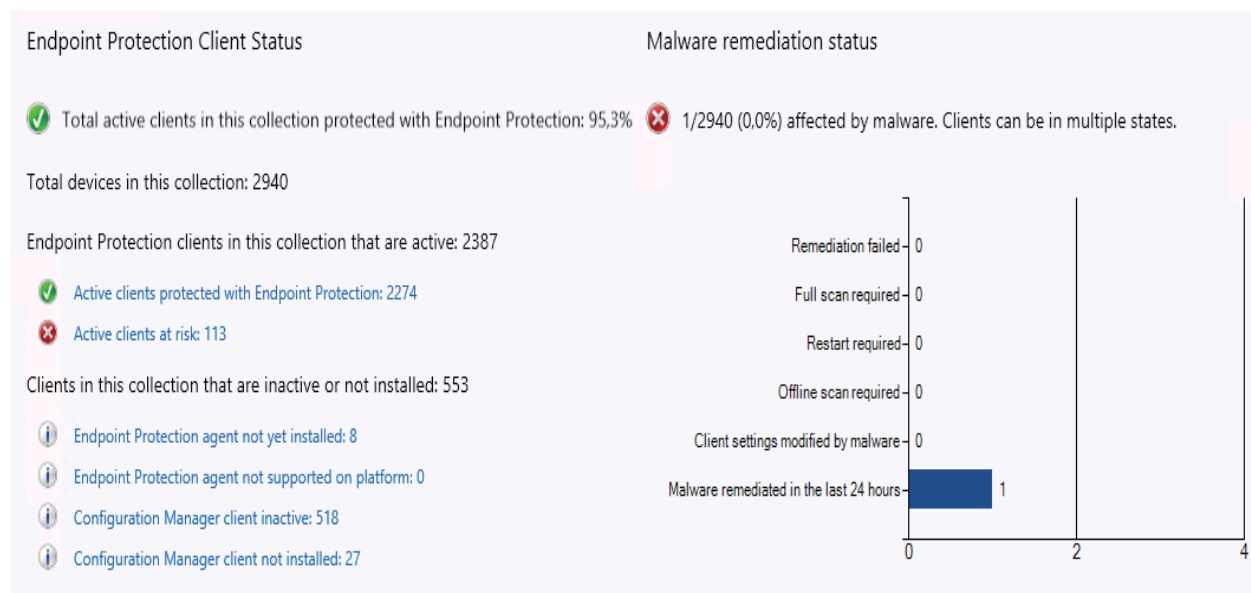 Endpoint Protection Client Status
Total active clients in this collection protected with Endpoint Protection: 95,3%
Total devices in this collection: 2940
Endpoint Protection clients in this collection that are active: 2387
Active clients protected with Endpoint Protection: 2274
Active clients at risk: 113
Clients in this collection that are inactive or not installed: 553
Endpoint Protection agent not yet installed: 8
Endpoint Protection agent not supported on platform: 0
Configuration Manager client inactive: 518
Configuration Manager client not installed: 27
Malware remediation status
1/2940 (0,0%) affected by malware. Clients can be in multiple states.
Remediation failed 0
Full scan required 0
Restart required 0
Offline scan required 0
Client settings modified by malware 0
Malware remediated in the last 24 hours 1
0 2 4